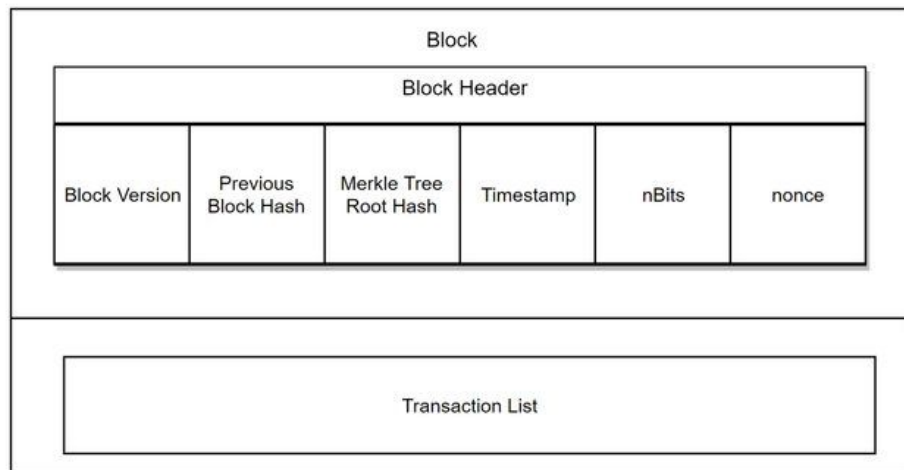 Block
Block Header
Block Version
Previous
Block Hash
Merkle Tree
Root Hash
Timestamp
nBits
nonce
Transaction List